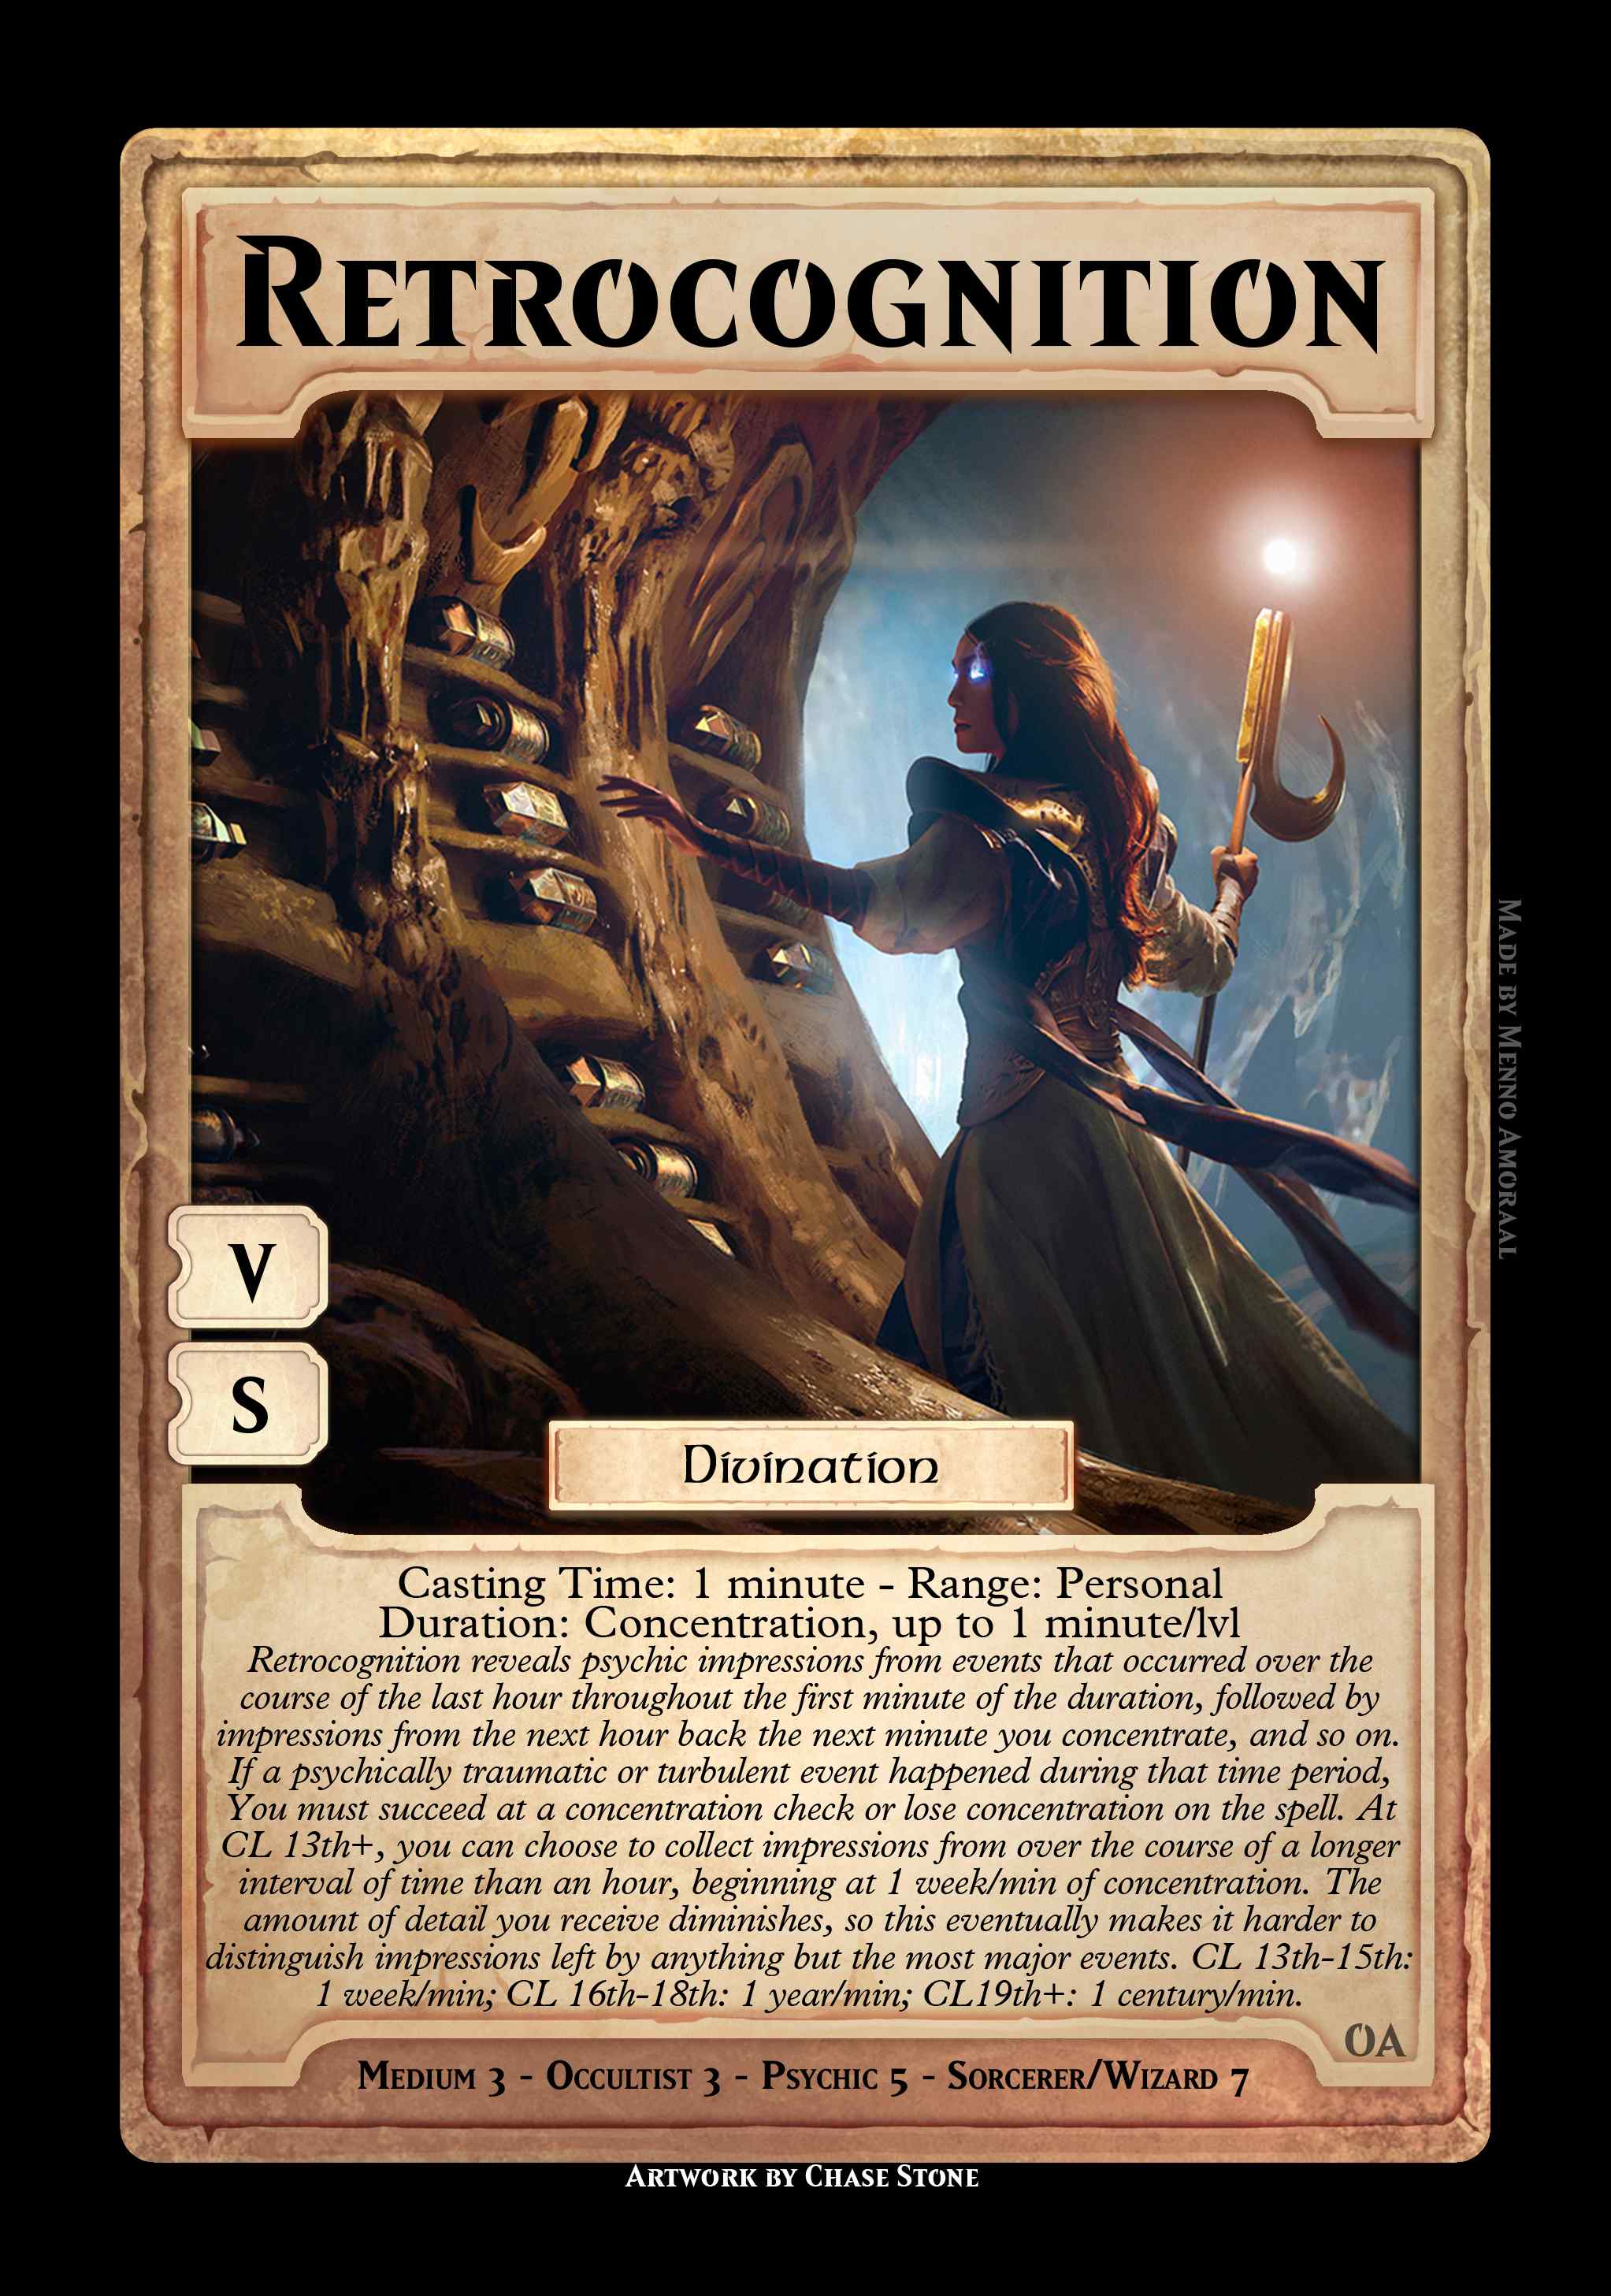 Retrocognition
V
S
Divination
Casting Time: 1 minute - Range: Personal
Duration: Concentration, up to 1 minute/lvl
Retrocognition reveals psychic impressions from events that occurred over the
course of the last hour throughout the first minute of the duration, followed by
impressions from the next hour back the next minute you concentrate, and so on.
If a psychically traumatic or turbulent event happened during that time period,
You must succeed at a concentration check or lose concentration on the spell. At
CL 13th+, you can choose to collect impressions from over the course of a longer
interval of time than an hour, beginning at 1 week/min of concentration. The
amount of detail you receive diminishes, so this eventually makes it harder to
distinguish impressions left by anything but the most major events. CL 13th-15th:
1 week/min; CL 16th-18th: 1 year/min; CL19th+: 1 century/min.
OA
Medium 3 - Occultist 3 - Psychic 5 - Sorcerer/Wizard 7
Artwork by Chase Stone
Made by Menno Amoraal